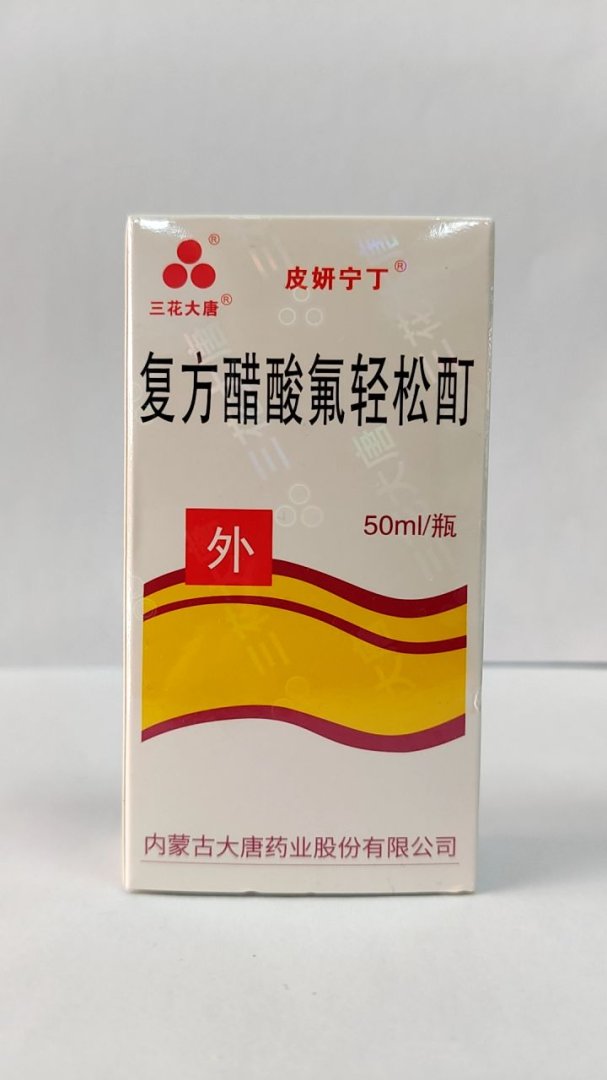 三花大唐®
皮妍宁丁®
复方醋酸氟轻松酊
外
50ml/瓶
内蒙古大唐药业股份有限公司